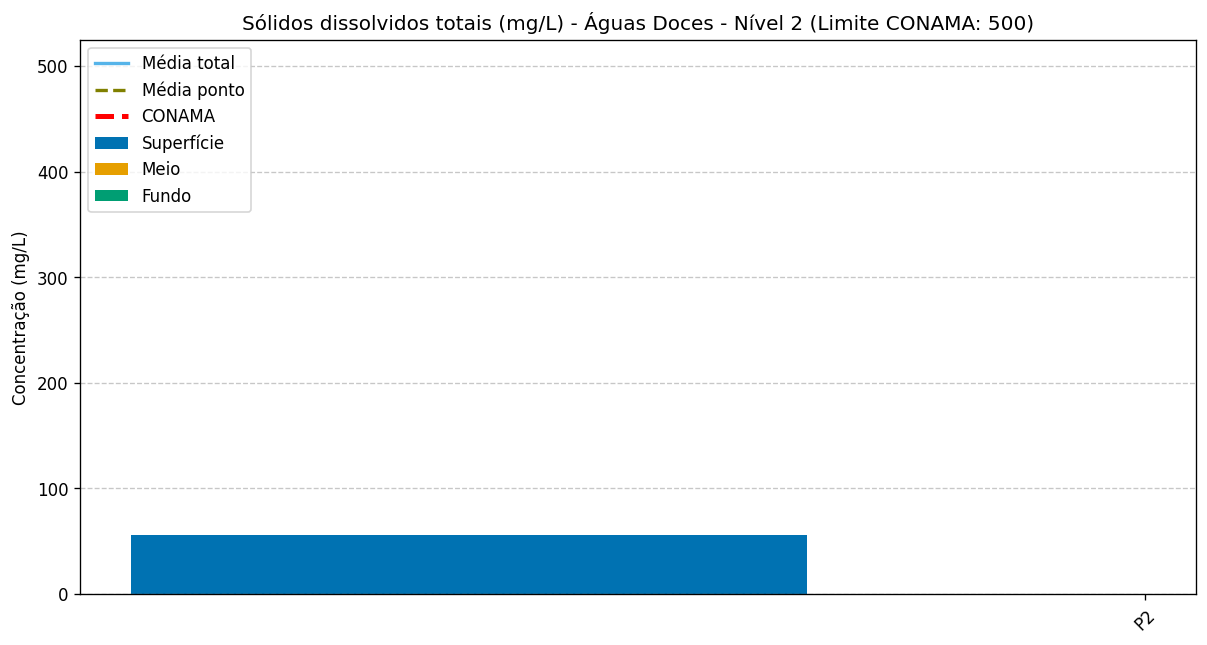 Sólidos dissolvidos totais (mg/L) - Águas Doces - Nível 2 (Limite CONAMA: 500)
Média total
Média ponto
CONAMA
Superfície
Meio
Fundo
Concentração (mg/L)
500
400
300
200
100
0
P2